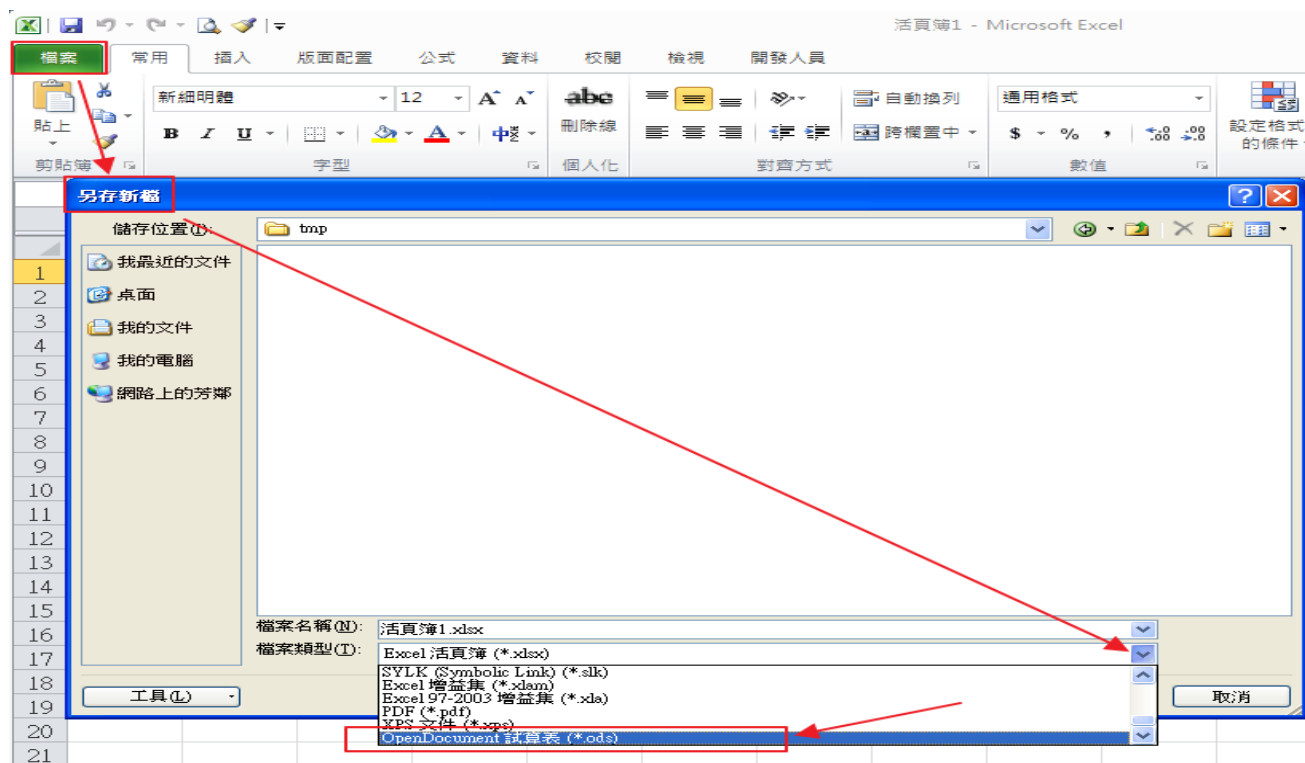 活頁簿1 - Microsoft Excel
檔案 常用 插入 版面配置 公式 資料 校閱 檢視 開發人員
新細明體 12 A A abc 自動換列 通用格式
貼上 B I U A 中 刪除線 跨欄置中 $ % , .00 設定格式
的條件
剪貼簿 字型 個人化 對齊方式 數值
另存新檔
儲存位置(I): tmp
我最近的文件
桌面
我的文件
我的電腦
網路上的芳鄰
1
2
3
4
5
6
7
8
9
10
11
12
13
14
15
16
17
18
19
20
21
檔案名稱(N): 活頁簿1.xlsx
檔案類型(T): Excel 活頁簿 (*.xlsx)
SYLK (Symbolic Link) (*.slk)
Excel 增益集 (*.xlam)
Excel 97-2003 增益集 (*.xla)
PDF (*.pdf)
XPS 文件 (*.xps)
OpenDocument 試算表 (*.ods)
工具(L) 取消